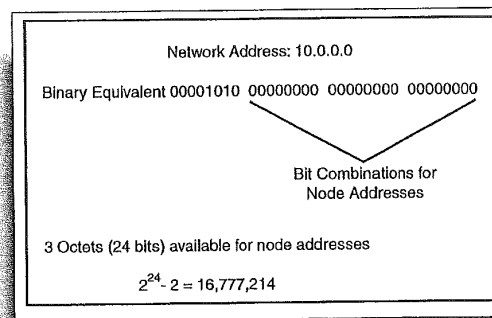 Network Address: 10.0.0.0
Binary Equivalent 00001010 00000000 00000000 00000000
Bit Combinations for
Node Addresses
3 Octets (24 bits) available for node addresses
2^24 - 2 = 16,777,214